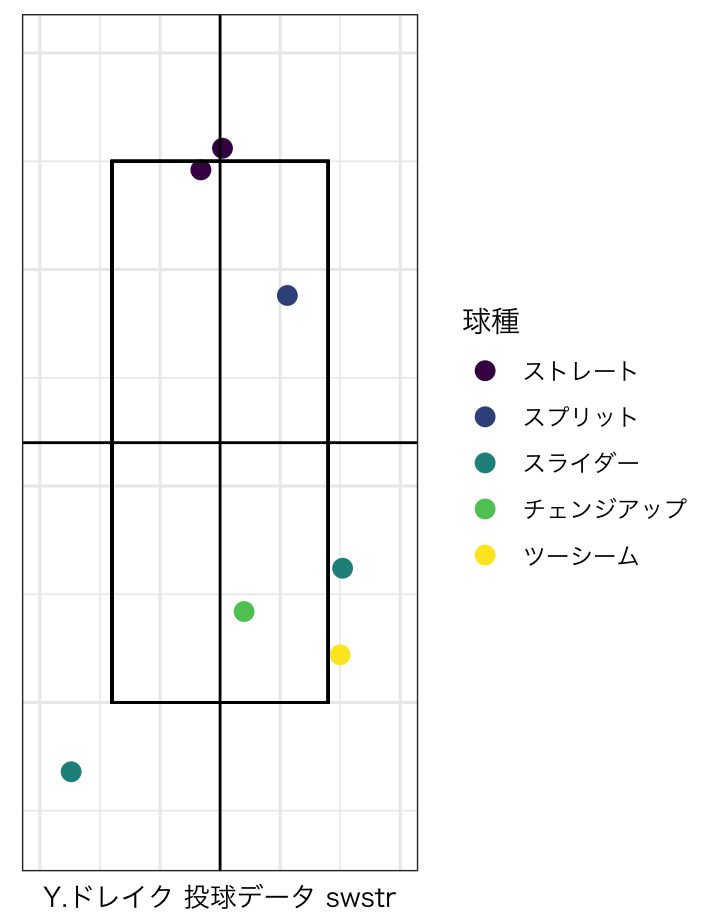 球種
ストレート
スプリット
スライダー
チェンジアップ
ツーシーム
Y.ドレイク 投球データ swstr